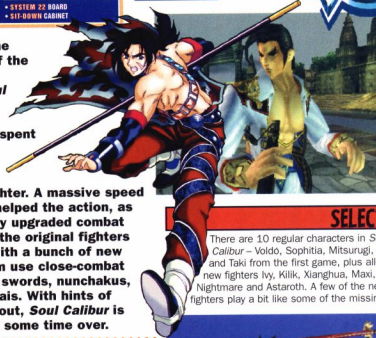 • SYSTEM 22 BOARD
• SIT-DOWN CABINET
f the
spent
hter. A massive speed
helped the action, as
y upgraded combat
the original fighters
ith a bunch of new
n use close-combat
swords, nunchakus,
ais. With hints of
out, Soul Calibur is
some time over.
SELEC
There are 10 regular characters in S
Calibur – Voldo, Sophitia, Mitsurugi,
and Taki from the first game, plus all
new fighters Ivy, Kilik, Xianghua, Maxi,
Nightmare and Astaroth. A few of the ne
fighters play a bit like some of the missin